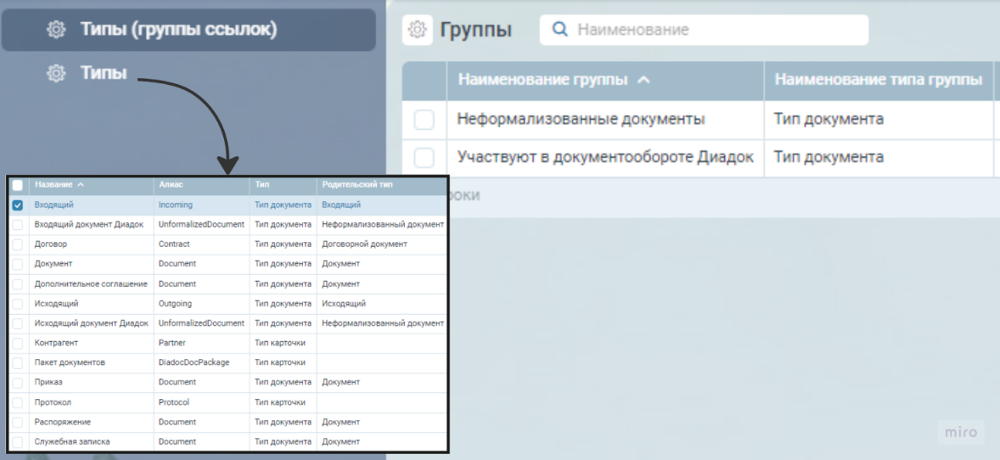 Типы (группы ссылок)
Типы
Группы
Наименование
Наименование группы Наименование типа группы
Неформализованные документы Тип документа
Участвуют в документообороте Диадок Тип документа
роки
Название Алиас Тип Родительский тип
Входящий Incoming Тип документа Входящий
Входящий документ Диадок UnformalizedDocument Тип документа Неформализованный документ
Договор Contract Тип документа Договорной документ
Документ Document Тип документа Документ
Дополнительное соглашение Document Тип документа Документ
Исходящий Outgoing Тип документа Исходящий
Исходящий документ Диадок UnformalizedDocument Тип документа Неформализованный документ
Контрагент Partner Тип карточки
Пакет документов DiadocDocPackage Тип карточки
Приказ Document Тип документа Документ
Протокол Protocol Тип карточки
Распоряжение Document Тип документа Документ
Служебная записка Document Тип документа Документ
miro